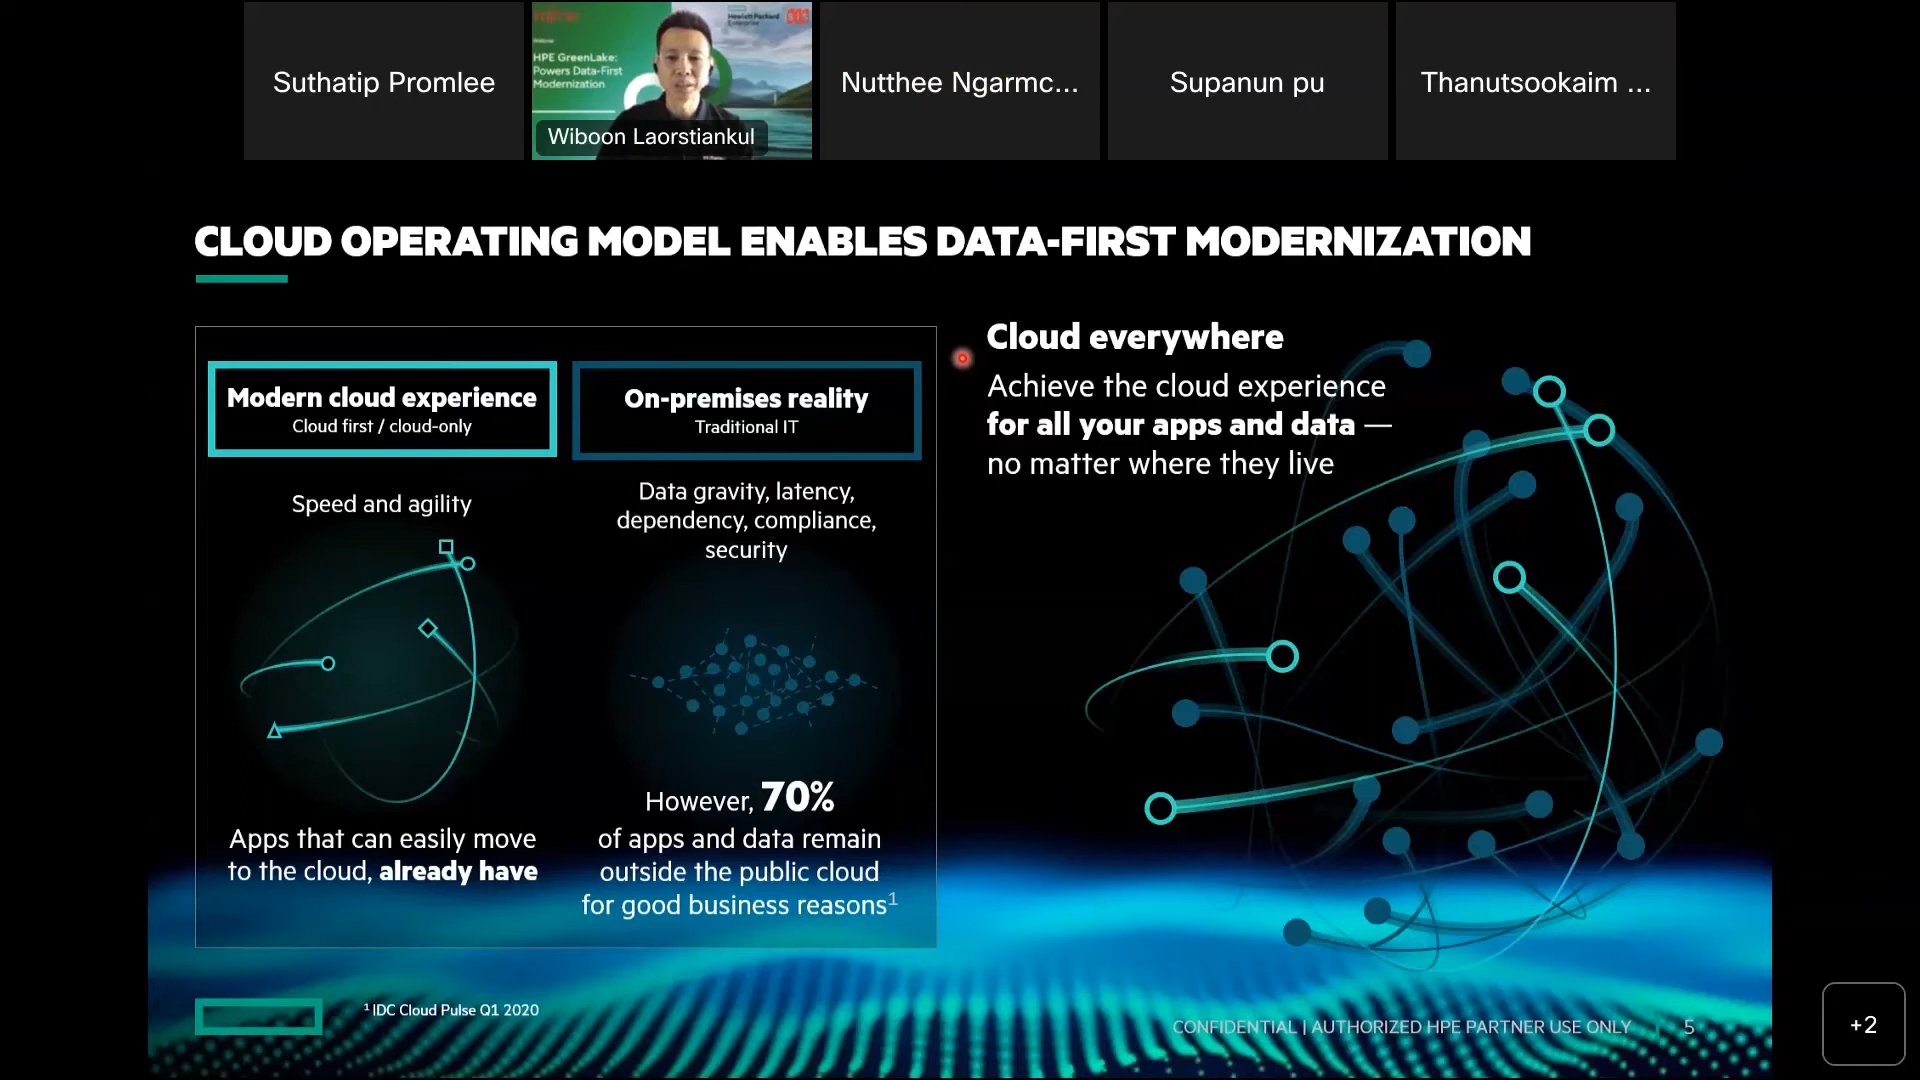 Suthatip Promlee
Hewlett Packard
Enterprise
HPE GreenLake:
Powers Data-First
Modernization
Wiboon Laorstiankul
Nutthee Ngarmc...
Supanun pu
Thanutsookaim ...
CLOUD OPERATING MODEL ENABLES DATA-FIRST MODERNIZATION
Modern cloud experience
Cloud first / cloud-only
Speed and agility
Apps that can easily move
to the cloud, already have
On-premises reality
Traditional IT
Data gravity, latency,
dependency, compliance,
security
However, 70%
of apps and data remain
outside the public cloud
for good business reasons¹
Cloud everywhere
Achieve the cloud experience
for all your apps and data —
no matter where they live
¹ IDC Cloud Pulse Q1 2020
CONFIDENTIAL | AUTHORIZED HPE PARTNER USE ONLY | 5
+2